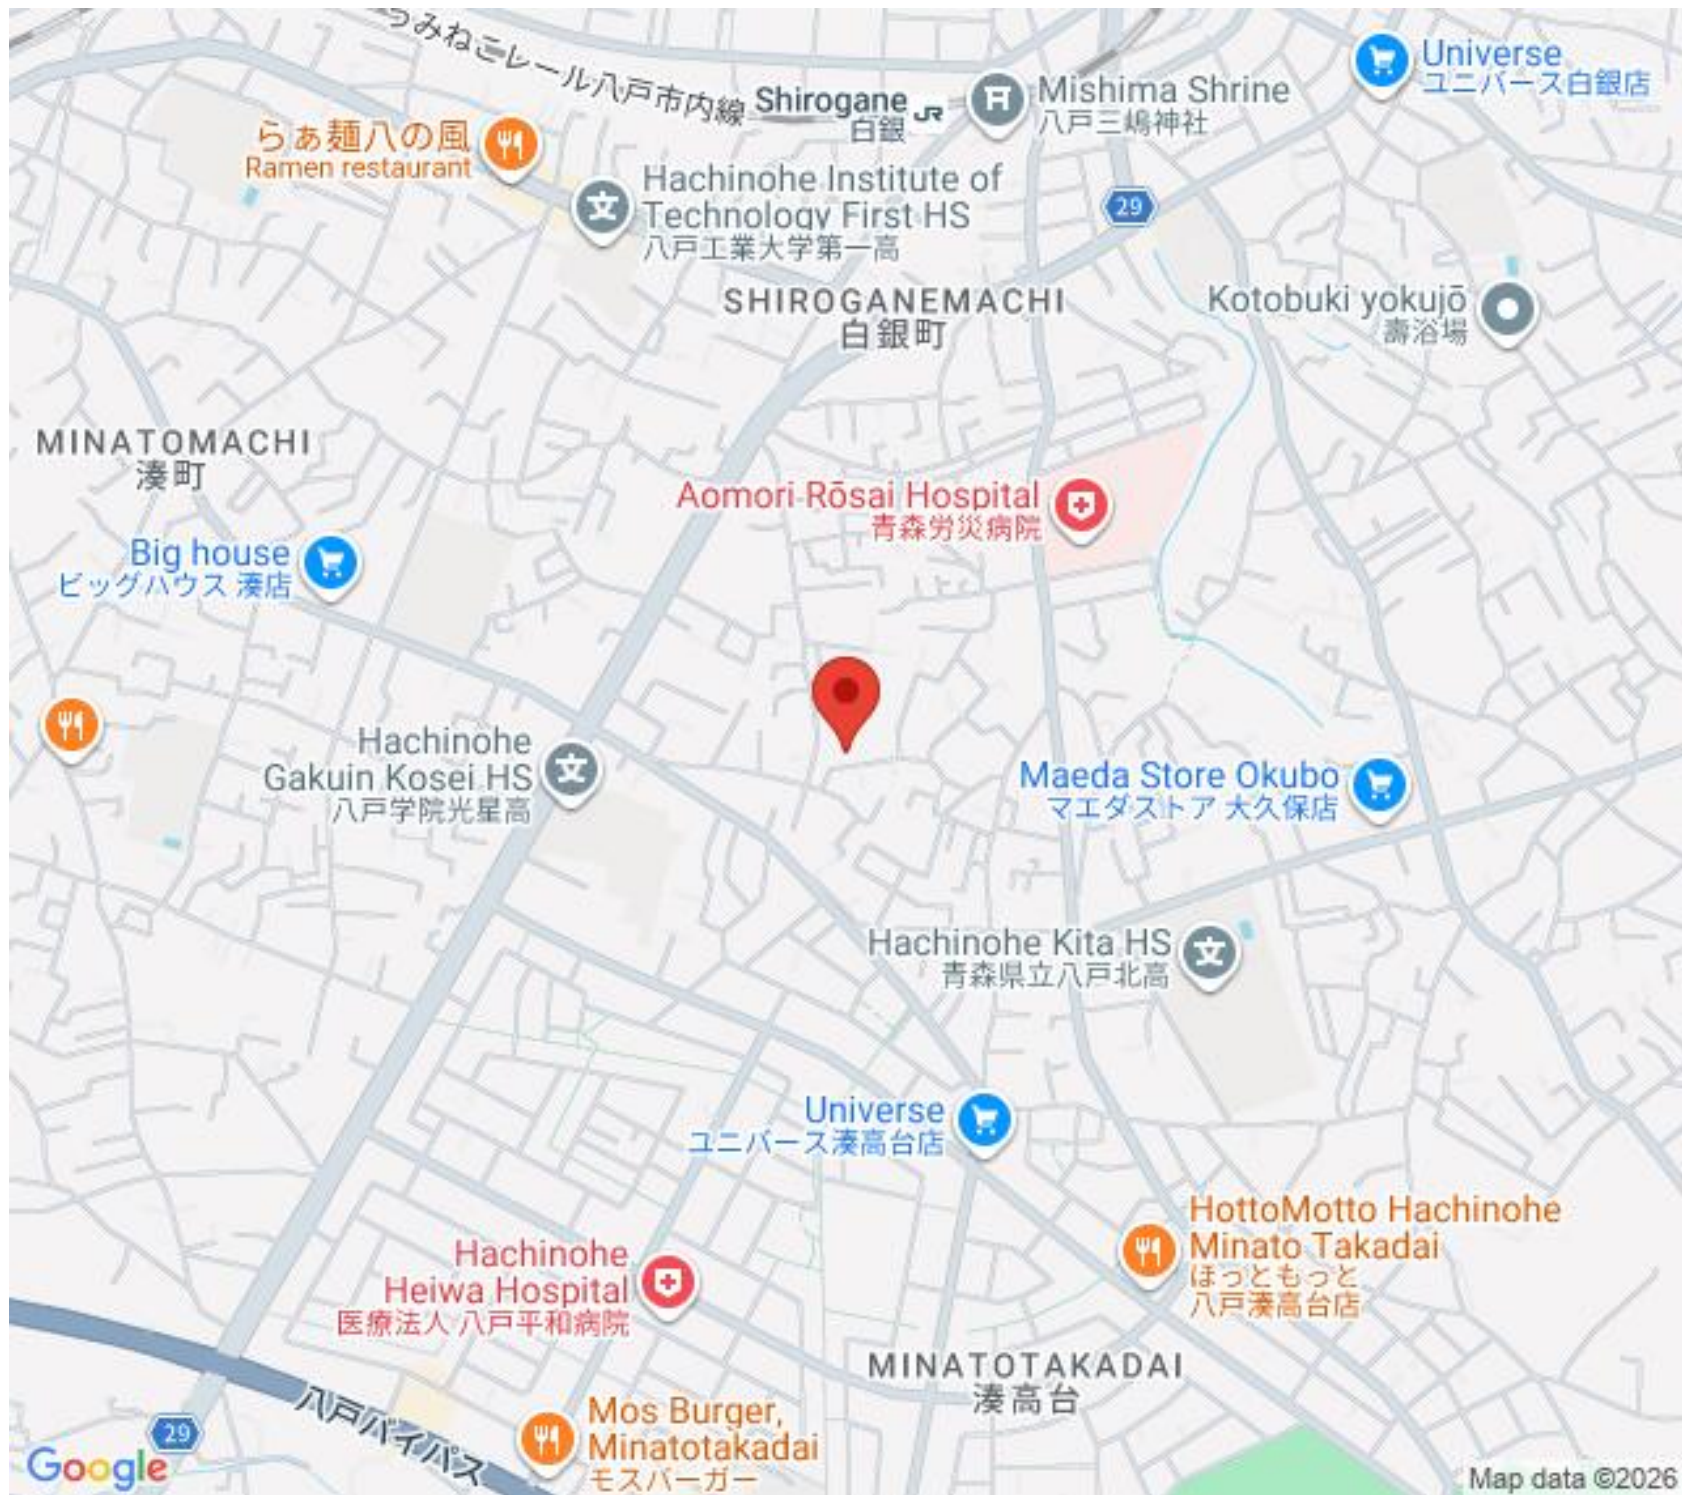 うみねこレール八戸市内線
Universe
ユニバース白銀店
Shirogane
白銀
JR
Mishima Shrine
八戸三嶋神社
らぁ麺八の風
Ramen restaurant
Hachinohe Institute of
Technology First HS
八戸工業大学第一高
29
SHIROGANEMACHI
白銀町
Kotobuki yokujō
壽浴場
MINATOMACHI
湊町
Aomori Rōsai Hospital
青森労災病院
Big house
ビッグハウス 湊店
Hachinohe
Gakuin Kosei HS
八戸学院光星高
Maeda Store Okubo
マエダストア 大久保店
Hachinohe Kita HS
青森県立八戸北高
Universe
ユニバース湊高台店
HottoMotto Hachinohe
Minato Takadai
ほっともっと
八戸湊高台店
Hachinohe
Heiwa Hospital
医療法人 八戸平和病院
MINATOTAKADAI
湊高台
八戸バイパス
29
Mos Burger,
Minatotakadai
モスバーガー
Google
Map data ©2026